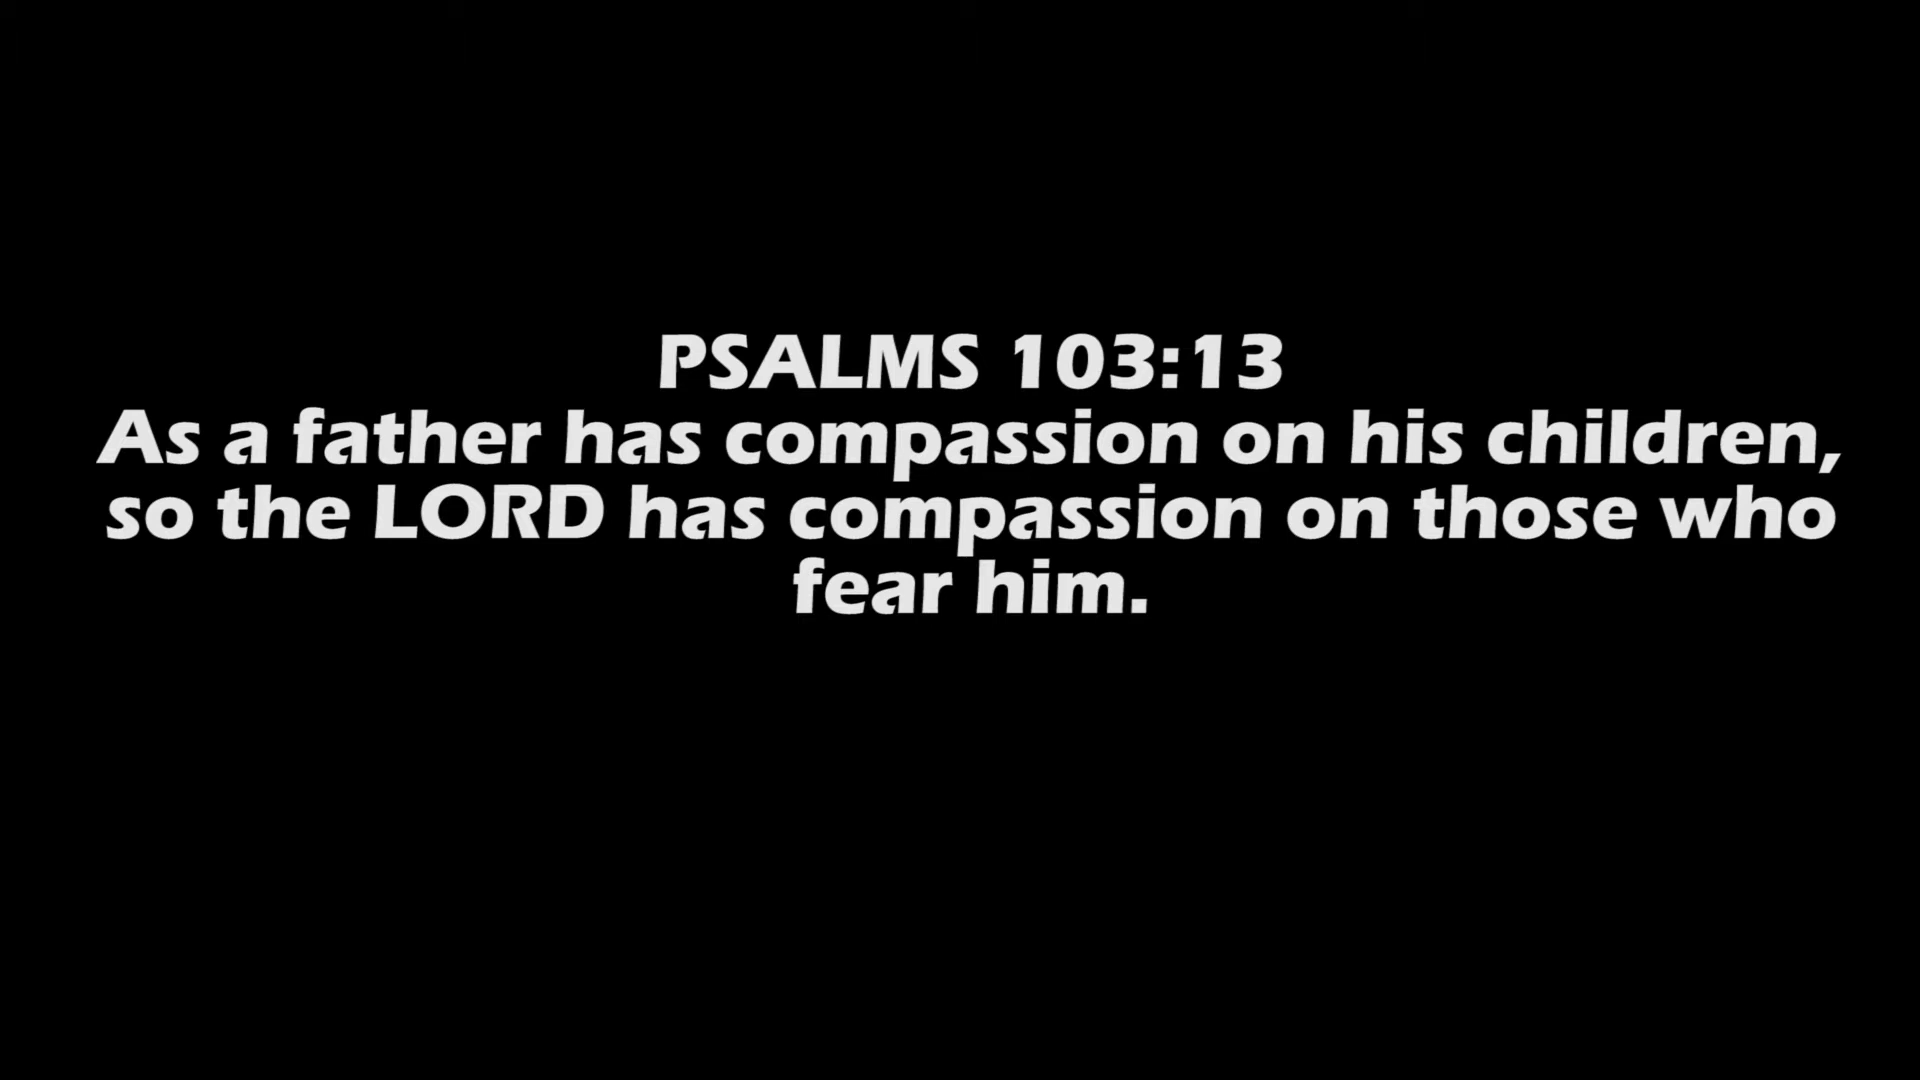 PSALMS 103:13
As a father has compassion on his children,
so the LORD has compassion on those who
fear him.